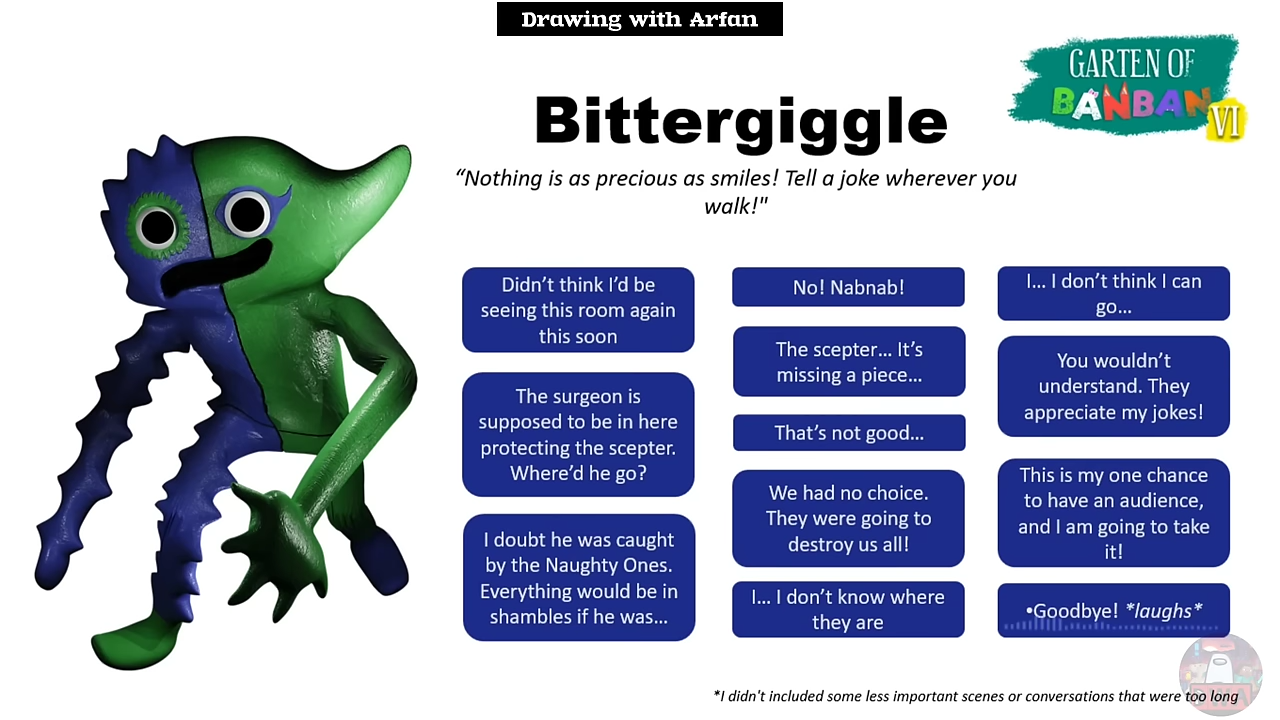 Drawing with Arfan
GARTEN OF
BANBAN
VI
Bittergiggle
“Nothing is as precious as smiles! Tell a joke wherever you
walk!"
Didn’t think I’d be
seeing this room again
this soon
The surgeon is
supposed to be in here
protecting the scepter.
Where’d he go?
I doubt he was caught
by the Naughty Ones.
Everything would be in
shambles if he was...
No! Nabnab!
The scepter... It’s
missing a piece...
That’s not good...
We had no choice.
They were going to
destroy us all!
I... I don’t know where
they are
I... I don’t think I can
go...
You wouldn’t
understand. They
appreciate my jokes!
This is my one chance
to have an audience,
and I am going to take
it!
•Goodbye! *laughs*
*I didn't included some less important scenes or conversations that were too long